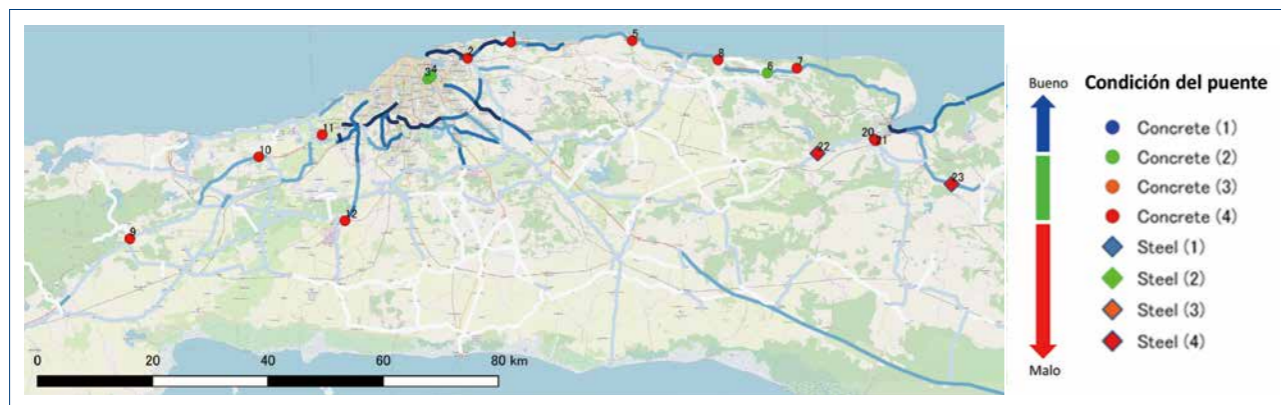 1
5
2
8
6
7
3
4
11
20
21
10
22
23
12
9
0
20
40
60
80 km
Bueno
Condición del puente
Concrete (1)
Concrete (2)
Concrete (3)
Concrete (4)
Steel (1)
Steel (2)
Steel (3)
Steel (4)
Malo